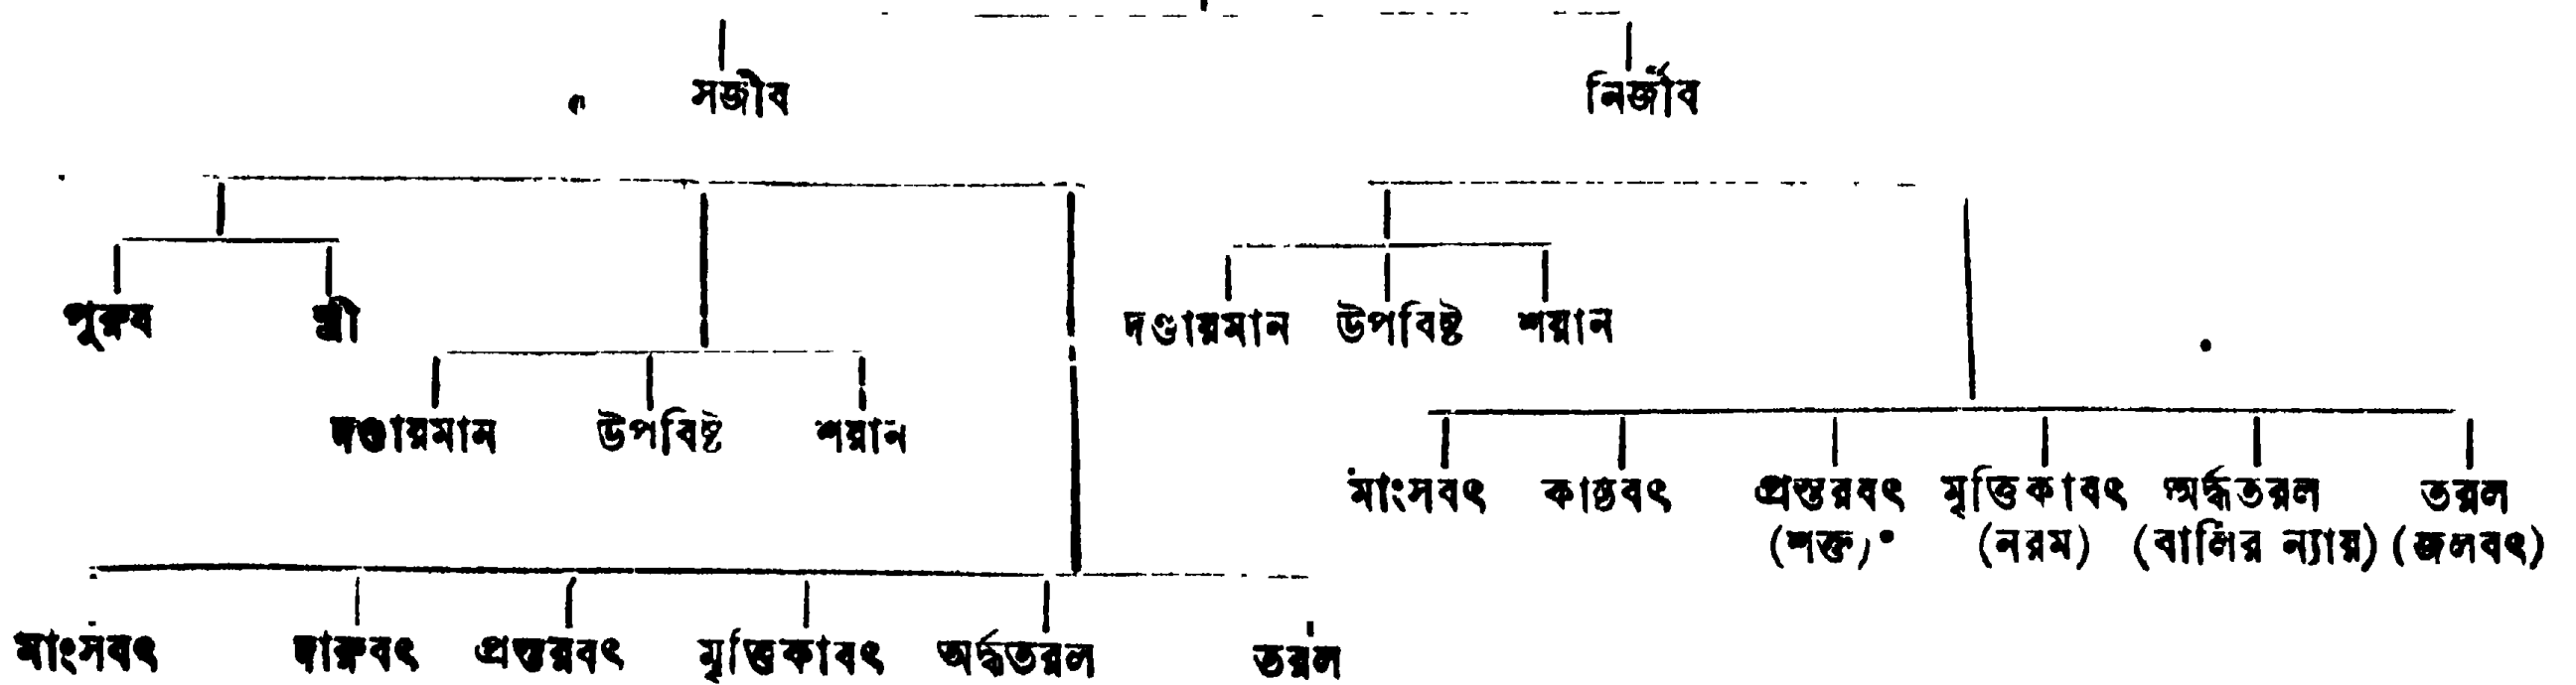 সজীব নির্জীব
পুরুষ স্ত্রী
দণ্ডায়মান উপবিষ্ট শয়ান
দণ্ডায়মান উপবিষ্ট শয়ান
মাংসবৎ কাষ্ঠবৎ প্রস্তরবৎ মৃত্তিকাবৎ অর্দ্ধতরল তরল
(শক্ত) (নরম) (বালির ন্যায়) (জলবৎ)
মাংসবৎ দারুবৎ প্রস্তরবৎ মৃত্তিকাবৎ অর্দ্ধতরল তরল